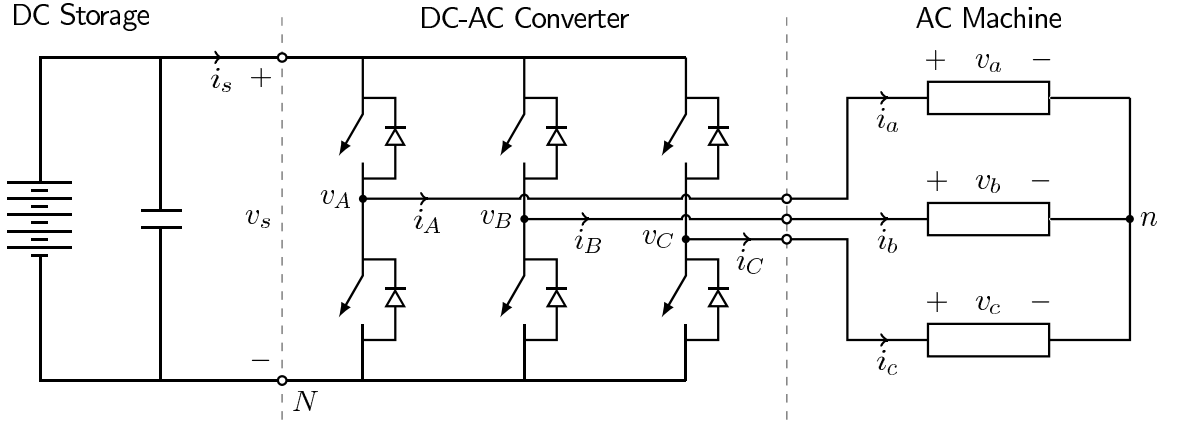 DC Storage
DC-AC Converter
AC Machine
i_s
+
v_s
−
N
v_A
i_A
v_B
i_B
v_C
i_C
+ v_a −
i_a
+ v_b −
i_b
n
+ v_c −
i_c